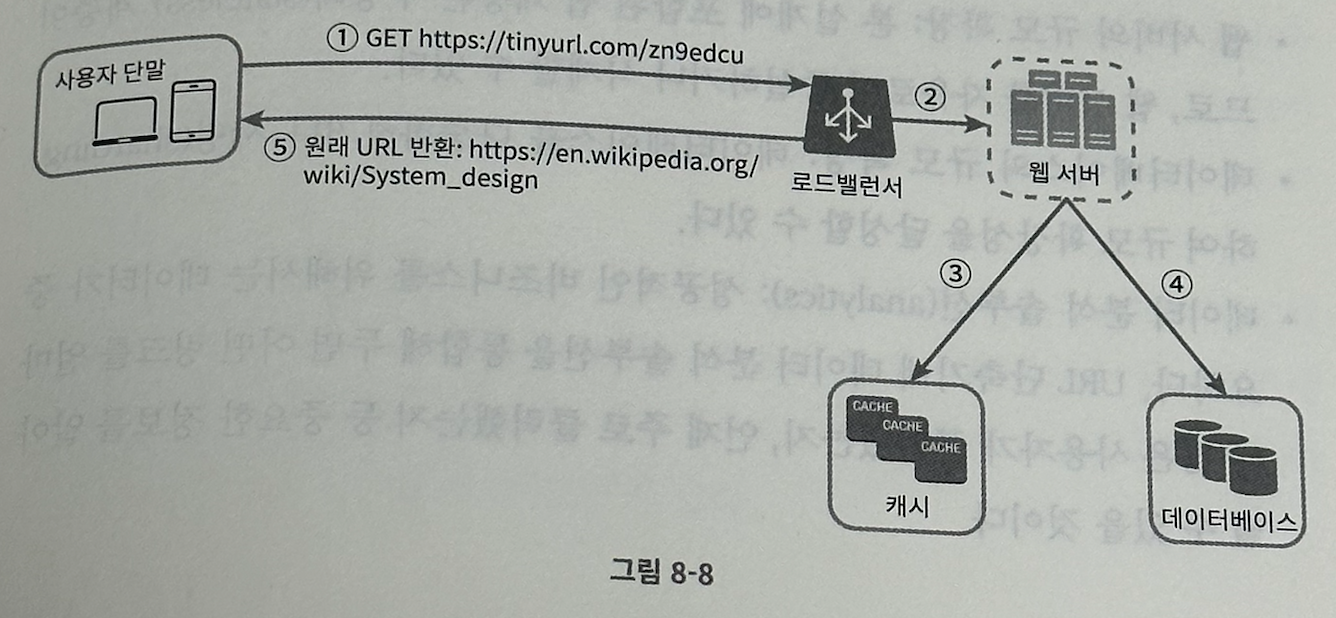 ① GET https://tinyurl.com/zn9edcu
사용자 단말
②
⑤ 원래 URL 반환: https://en.wikipedia.org/
wiki/System_design
로드밸런서
웹 서버
③
④
CACHE
CACHE
CACHE
캐시
데이터베이스
그림 8-8